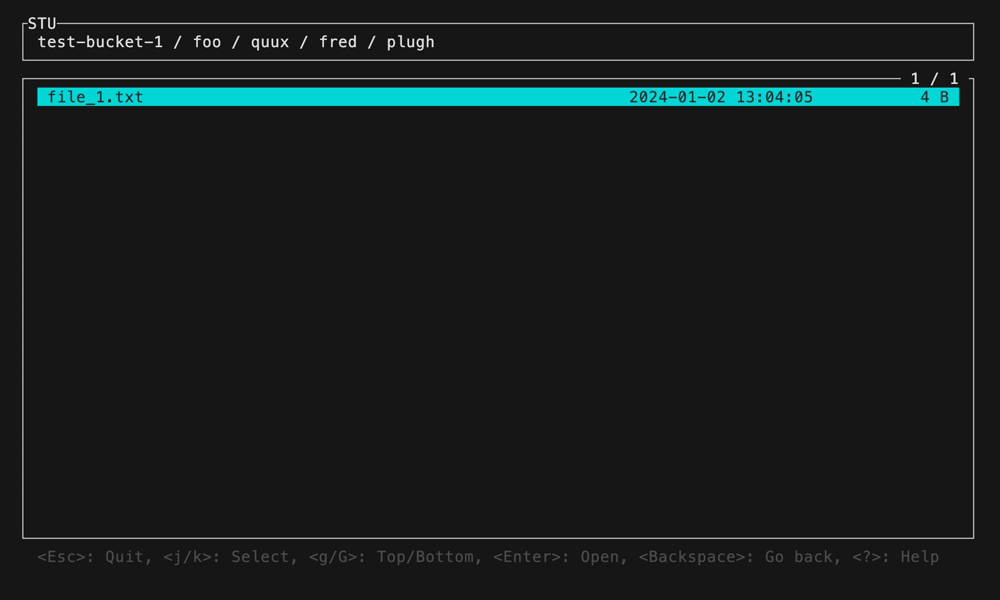 STU
test-bucket-1 / foo / quux / fred / plugh
1 / 1
file_1.txt 2024-01-02 13:04:05 4 B
<Esc>: Quit, <j/k>: Select, <g/G>: Top/Bottom, <Enter>: Open, <Backspace>: Go back, <?>: Help